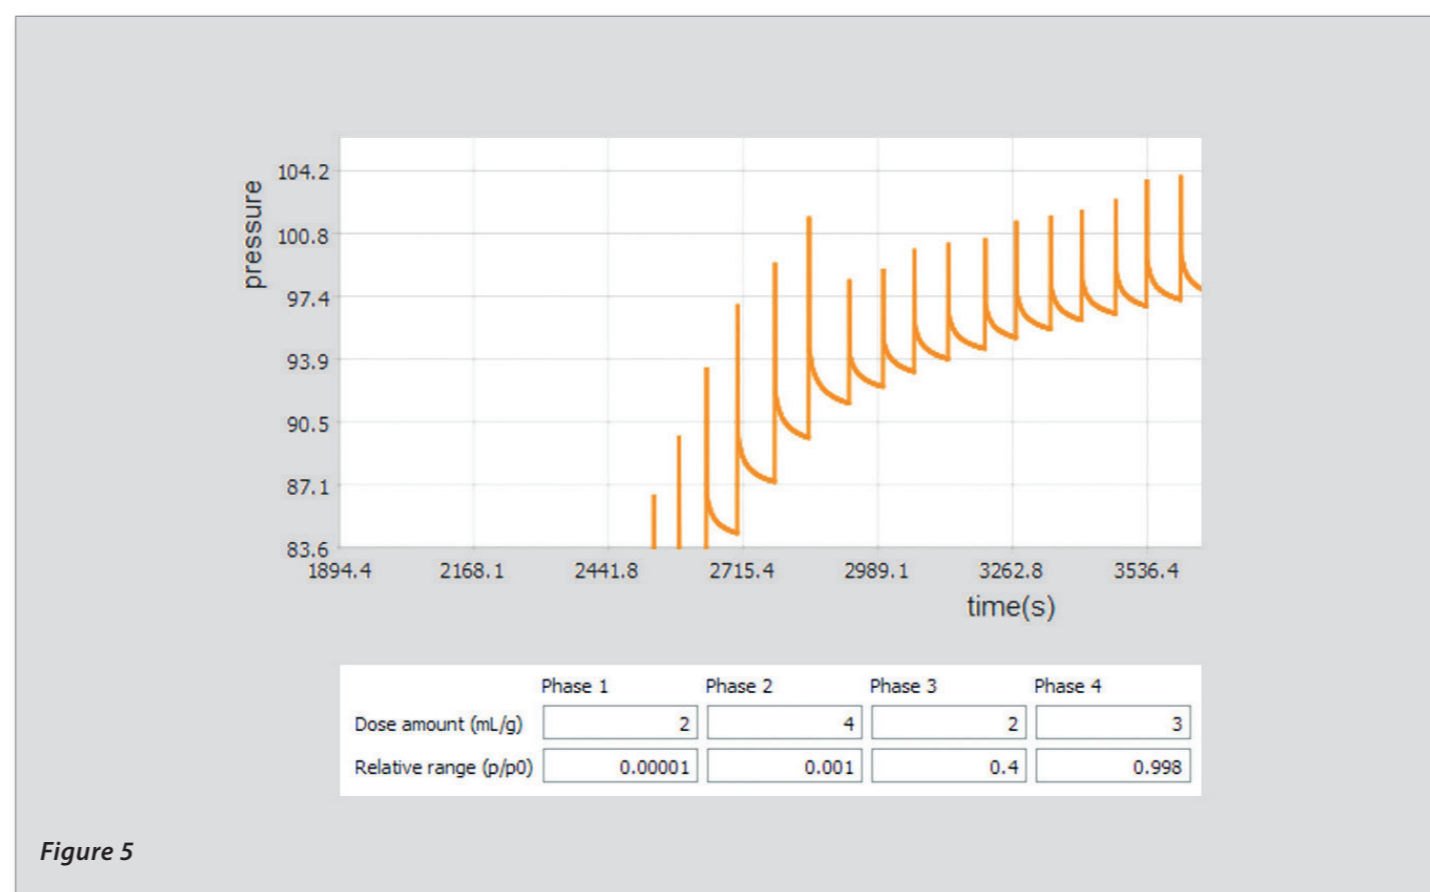 pressure
104.2
100.8
97.4
93.9
90.5
87.1
83.6
1894.4 2168.1 2441.8 2715.4 2989.1 3262.8 3536.4
time(s)
Phase 1 Phase 2 Phase 3 Phase 4
Dose amount (mL/g) 2 4 2 3
Relative range (p/p0) 0.00001 0.001 0.4 0.998
Figure 5